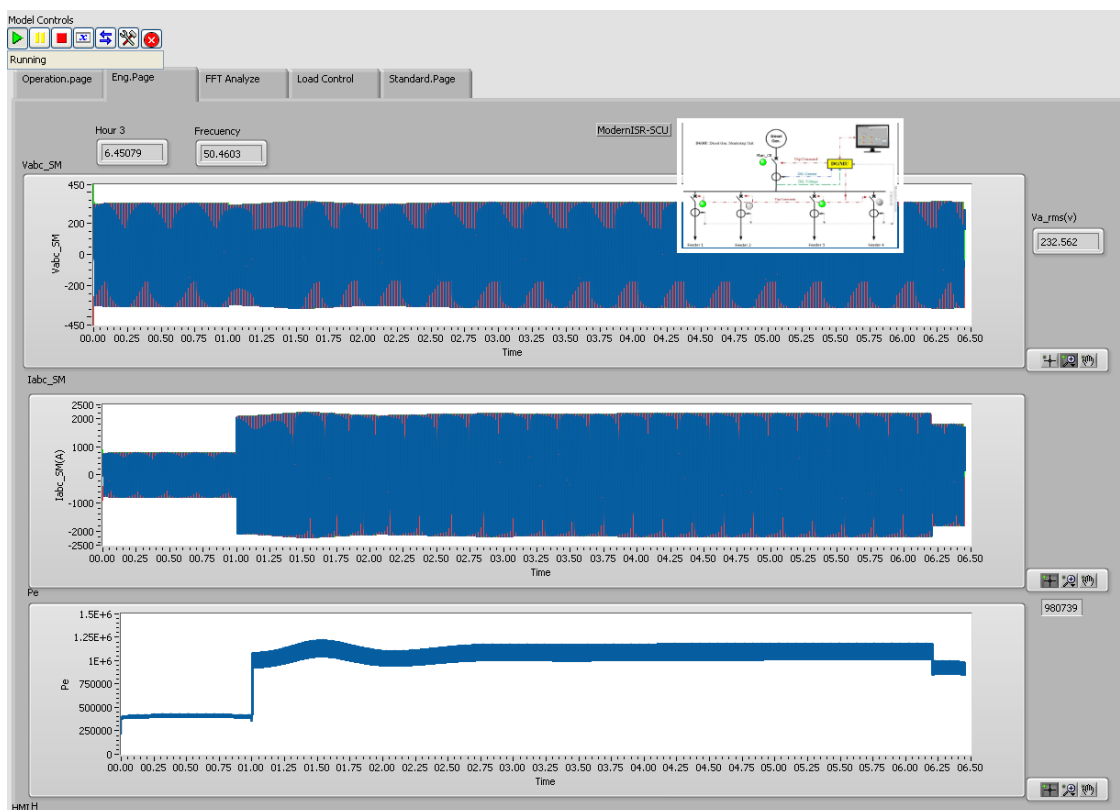 Model Controls
Running
Operation.page Eng.Page FFT Analyze Load Control Standard.Page
Hour 3 Frecuency ModernISR-SCU
6.45079 50.4603
Diesel
Gen.
Vabc_SM
450
200
0
-200
-450
Vabc_SM
00.00 00.25 00.50 00.75 01.00 01.25 01.50 01.75 02.00 02.25 02.50 02.75 03.00 03.25 03.50 03.75 04.00 04.25 04.50 04.75 05.00 05.25 05.50 05.75 06.00 06.25 06.50
Time
Va_rms(v)
232.562
Iabc_SM
2500
1000
0
-1000
-2000
-2500
Iabc_SM(A)
00.00 00.25 00.50 00.75 01.00 01.25 01.50 01.75 02.00 02.25 02.50 02.75 03.00 03.25 03.50 03.75 04.00 04.25 04.50 04.75 05.00 05.25 05.50 05.75 06.00 06.25 06.50
Time
Pe
980739
1.5E+6
1.25E+6
1E+6
750000
500000
250000
0
Pe
00.00 00.25 00.50 00.75 01.00 01.25 01.50 01.75 02.00 02.25 02.50 02.75 03.00 03.25 03.50 03.75 04.00 04.25 04.50 04.75 05.00 05.25 05.50 05.75 06.00 06.25 06.50
Time
HMI H